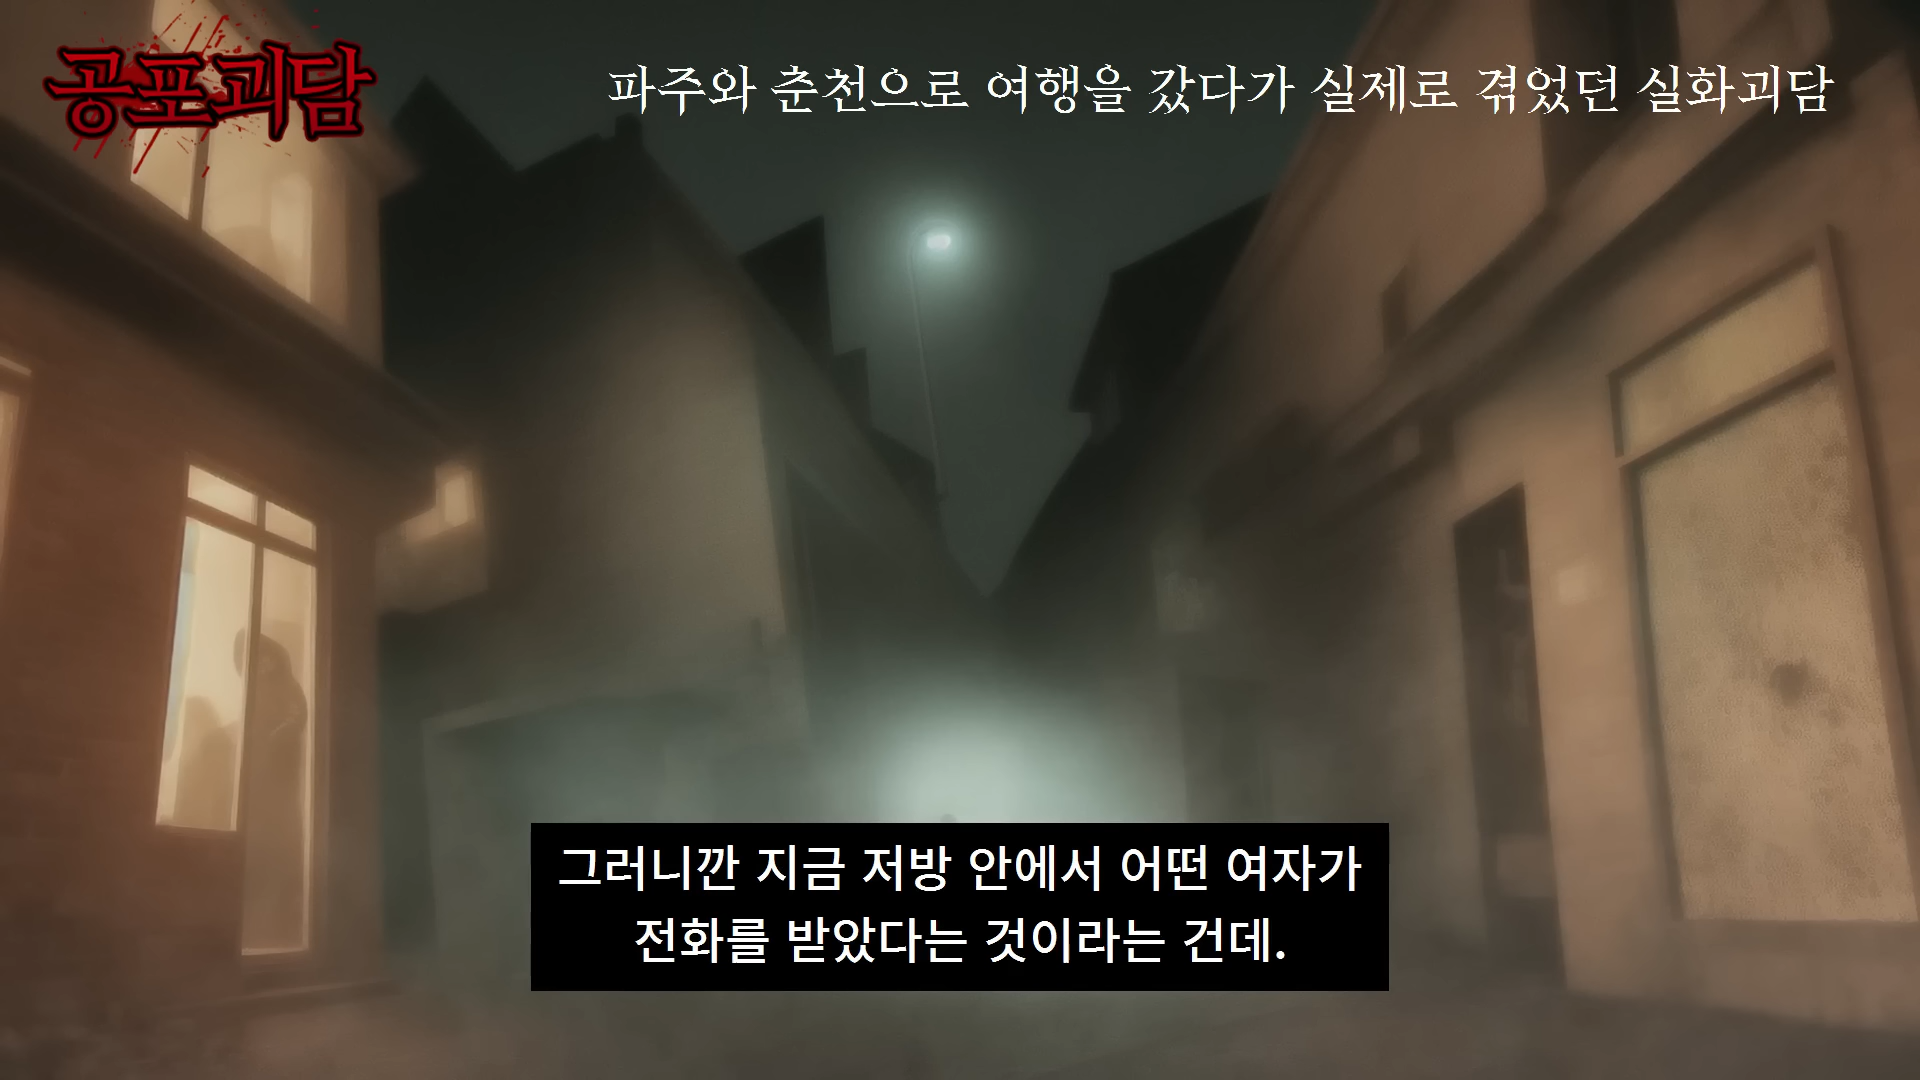 공포괴담
파주와 춘천으로 여행을 갔다가 실제로 겪었던 실화괴담
그러니깐 지금 저방 안에서 어떤 여자가
전화를 받았다는 것이라는 건데.